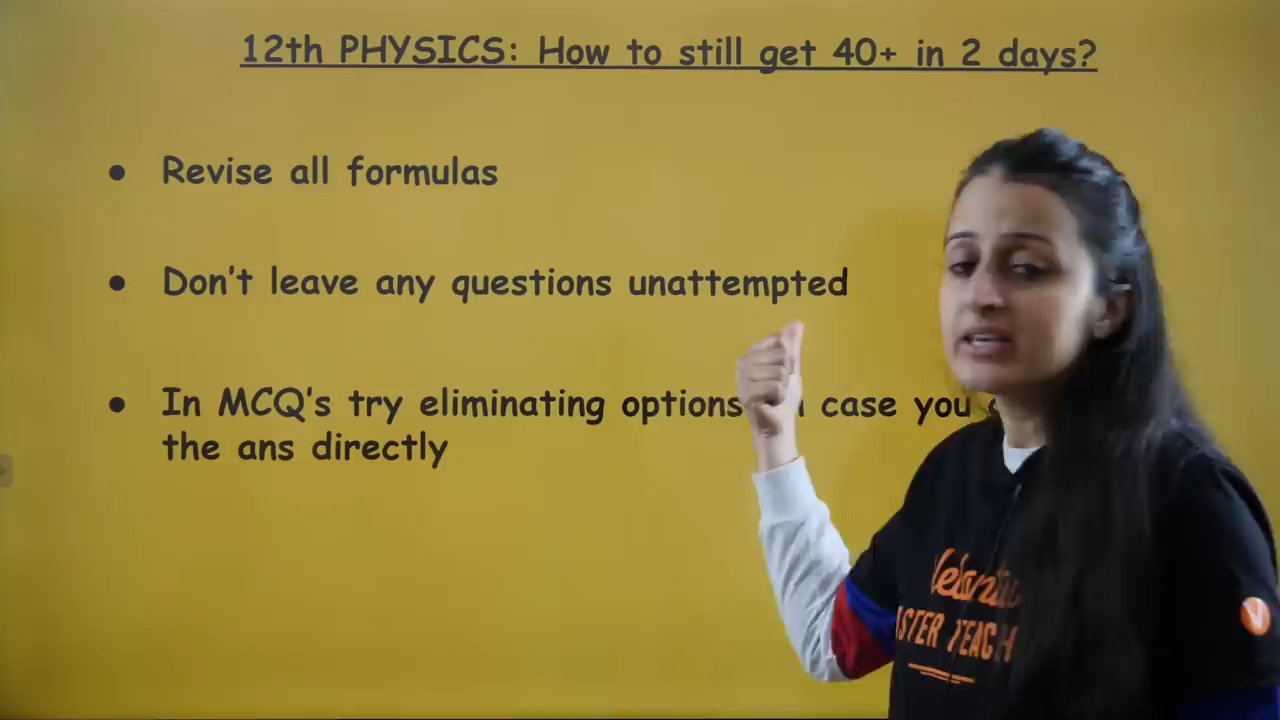 12th PHYSICS: How to still get 40+ in 2 days?
● Revise all formulas
● Don't leave any questions unattempted
● In MCQ's try eliminating options case you
the ans directly
Vedantu